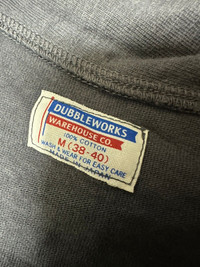 DUBBLEWORKS
WAREHOUSE CO.
100% COTTON
M (38-40)
WASH & WEAR FOR EASY CARE
MADE IN JAPAN